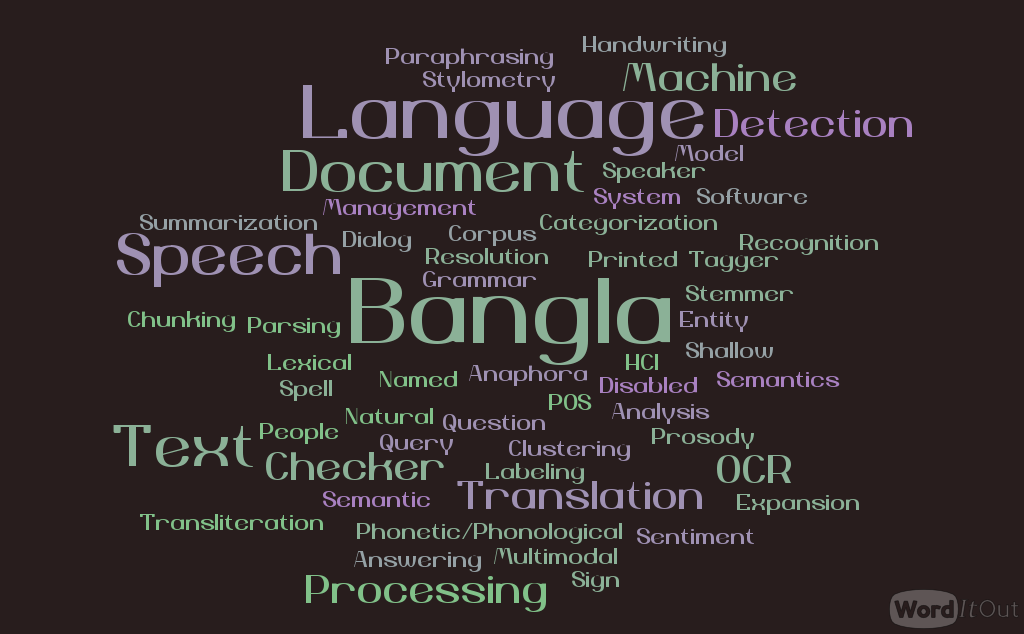 Handwriting
Paraphrasing
Machine
Stylometry
Language
Detection
Model
Document
Speaker
System Software
Management
Summarization
Categorization
Dialog
Corpus
Recognition
Speech
Resolution
Printed Tagger
Grammar
Stemmer
Bangla
Chunking
Parsing
Entity
Shallow
Lexical
HCI
Named
Anaphora
Disabled
Semantics
Spell
POS
Natural
Question
Analysis
People
Query
Clustering
Prosody
Text
Checker
Labeling
OCR
Semantic
Translation
Expansion
Transliteration
Phonetic/Phonological
Sentiment
Answering
Multimodal
Processing
Sign
WordItOut